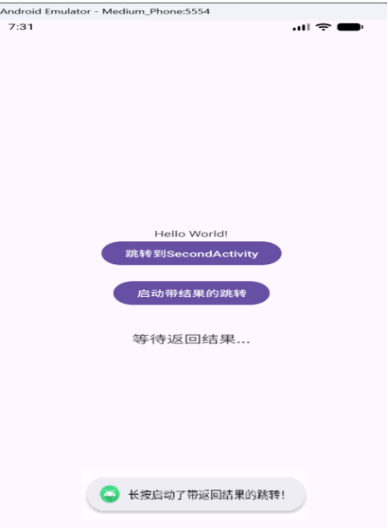 Android Emulator - Medium_Phone:5554
7:31
Hello World!
跳转到SecondActivity
启动带结果的跳转
等待返回结果...
长按启动了带返回结果的跳转!